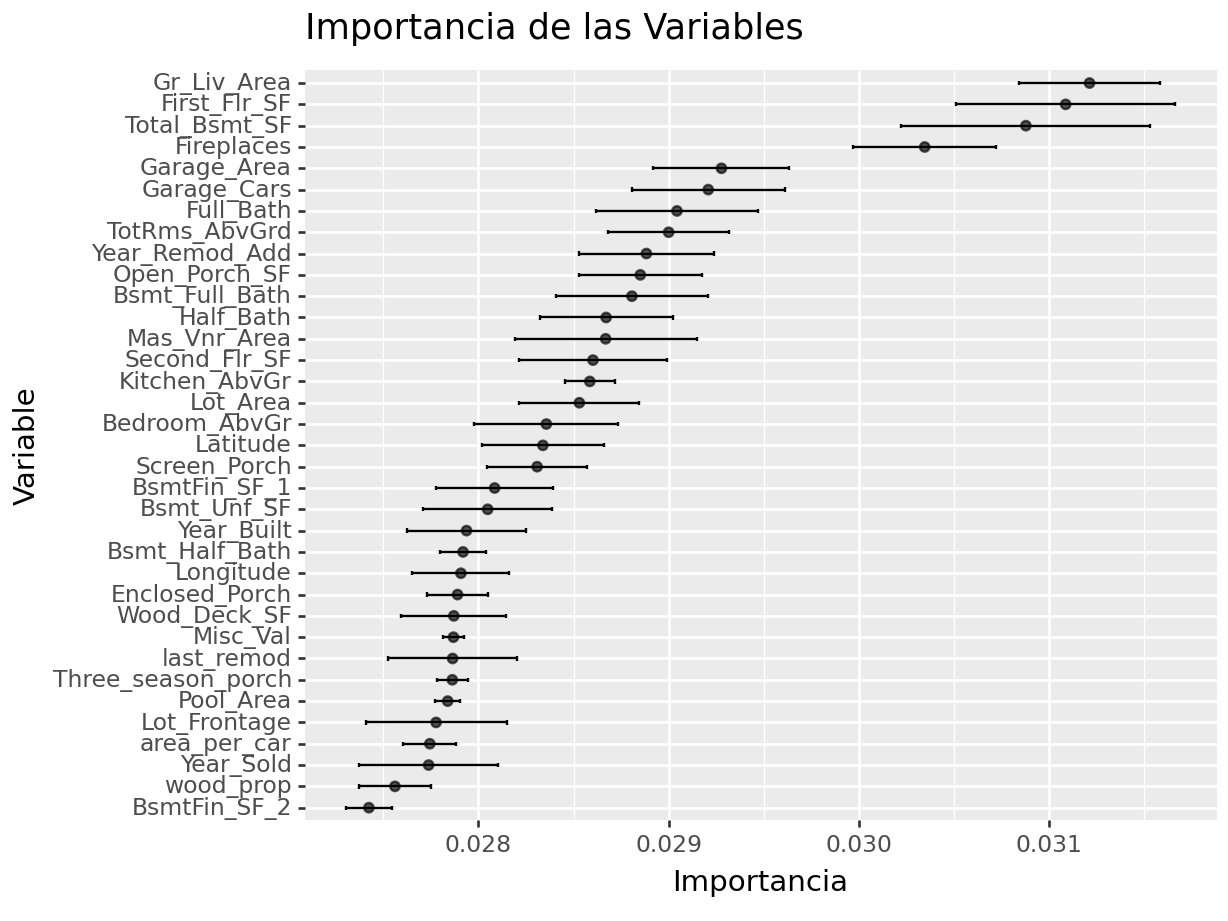 Importancia de las Variables
Gr_Liv_Area
First_Flr_SF
Total_Bsmt_SF
Fireplaces
Garage_Area
Garage_Cars
Full_Bath
TotRms_AbvGrd
Year_Remod_Add
Open_Porch_SF
Bsmt_Full_Bath
Half_Bath
Mas_Vnr_Area
Second_Flr_SF
Kitchen_AbvGr
Lot_Area
Bedroom_AbvGr
Latitude
Screen_Porch
BsmtFin_SF_1
Bsmt_Unf_SF
Year_Built
Bsmt_Half_Bath
Longitude
Enclosed_Porch
Wood_Deck_SF
Misc_Val
last_remod
Three_season_porch
Pool_Area
Lot_Frontage
area_per_car
Year_Sold
wood_prop
BsmtFin_SF_2
Variable
0.028 0.029 0.030 0.031
Importancia